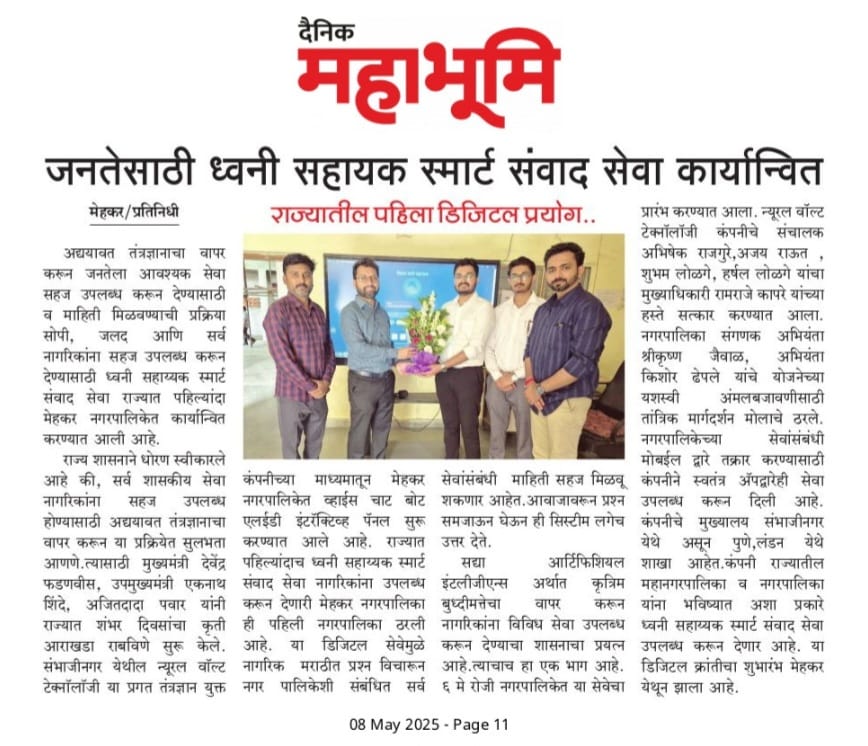 दैनिक
महाभूमि
जनतेसाठी ध्वनी सहायक स्मार्ट संवाद सेवा कार्यान्वित
मेहकर/प्रतिनिधी
अद्ययावत तंत्रज्ञानाचा वापर
करून जनतेला आवश्यक सेवा
सहज उपलब्ध करून देण्यासाठी
व माहिती मिळवण्याची प्रक्रिया
सोपी, जलद आणि सर्व
नागरिकांना सहज उपलब्ध करून
देण्यासाठी ध्वनी सहाय्यक स्मार्ट
संवाद सेवा राज्यात पहिल्यांदा
मेहकर नगरपालिकेत कार्यान्वित
करण्यात आली आहे.
राज्य शासनाने धोरण स्वीकारले
आहे की, सर्व शासकीय सेवा
नागरिकांना सहज उपलब्ध
होण्यासाठी अद्ययावत तंत्रज्ञानाचा
वापर करून या प्रक्रियेत सुलभता
आणणे.त्यासाठी मुख्यमंत्री देवेंद्र
फडणवीस, उपमुख्यमंत्री एकनाथ
शिंदे, अजितदादा पवार यांनी
राज्यात शंभर दिवसांचा कृती
आराखडा राबविणे सुरू केले.
संभाजीनगर येथील न्यूरल वॉल्ट
टेक्नॉलॉजी या प्रगत तंत्रज्ञान युक्त
राज्यातील पहिला डिजिटल प्रयोग..
कंपनीच्या माध्यमातून मेहकर
नगरपालिकेत व्हाईस चाट बोट
एलईडी इंटरॅक्टिव्ह पॅनल सुरू
करण्यात आले आहे. राज्यात
पहिल्यांदाच ध्वनी सहाय्यक स्मार्ट
संवाद सेवा नागरिकांना उपलब्ध
करून देणारी मेहकर नगरपालिका
ही पहिली नगरपालिका ठरली
आहे. या डिजिटल सेवेमुळे
नागरिक मराठीत प्रश्न विचारून
नगर पालिकेशी संबंधित सर्व
सेवांसंबंधी माहिती सहज मिळवू
शकणार आहेत.आवाजावरून प्रश्न
समजाऊन घेऊन ही सिस्टीम लगेच
उत्तर देते.
सद्या आर्टिफिशियल
इंटलीजीएन्स अर्थात कृत्रिम
बुध्दीमत्तेचा वापर करून
नागरिकांना विविध सेवा उपलब्ध
करून देण्याचा शासनाचा प्रयत्न
आहे.त्याचाच हा एक भाग आहे.
६ मे रोजी नगरपालिकेत या सेवेचा
प्रारंभ करण्यात आला. न्यूरल वॉल्ट
टेक्नॉलॉजी कंपनीचे संचालक
अभिषेक राजगुरे,अजय राऊत ,
शुभम लोळगे, हर्षल लोळगे यांचा
मुख्याधिकारी रामराजे कापरे यांच्या
हस्ते सत्कार करण्यात आला.
नगरपालिका संगणक अभियंता
श्रीकृष्ण जैवाळ, अभियंता
किशोर ढेपले यांचे योजनेच्या
यशस्वी अंमलबजावणीसाठी
तांत्रिक मार्गदर्शन मोलाचे ठरले.
नगरपालिकेच्या सेवांसंबंधी
मोबाईल द्वारे तक्रार करण्यासाठी
कंपनीने स्वतंत्र अ‍ॅपद्वारेही सेवा
उपलब्ध करून दिली आहे.
कंपनीचे मुख्यालय संभाजीनगर
येथे असून पुणे,लंडन येथे
शाखा आहेत.कंपनी राज्यातील
महानगरपालिका व नगरपालिका
यांना भविष्यात अशा प्रकारे
ध्वनी सहाय्यक स्मार्ट संवाद सेवा
उपलब्ध करून देणार आहे. या
डिजिटल क्रांतीचा शुभारंभ मेहकर
येथून झाला आहे.
08 May 2025 - Page 11